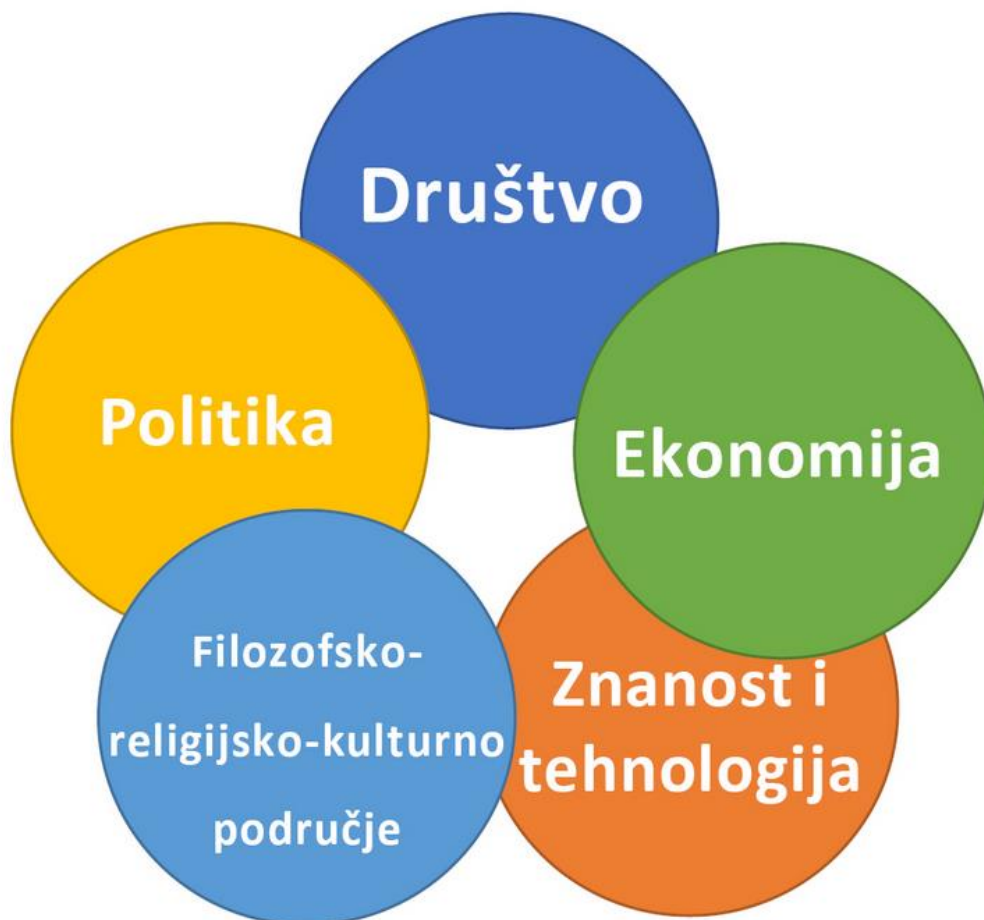 Društvo
Politika
Ekonomija
Filozofsko-
religijsko-kulturno
područje
Znanost i
tehnologija